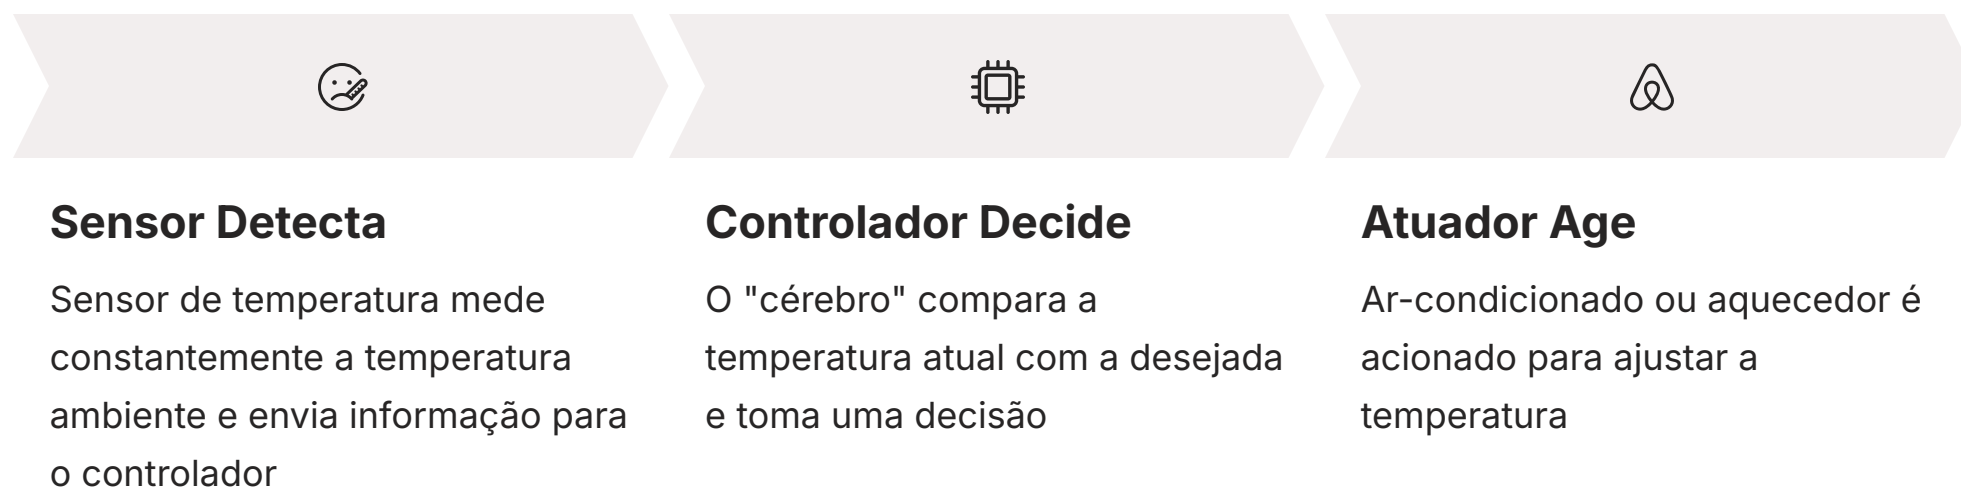 Sensor Detecta
Sensor de temperatura mede
constantemente a temperatura
ambiente e envia informação para
o controlador
Controlador Decide
O "cérebro" compara a
temperatura atual com a desejada
e toma uma decisão
Atuador Age
Ar-condicionado ou aquecedor é
acionado para ajustar a
temperatura